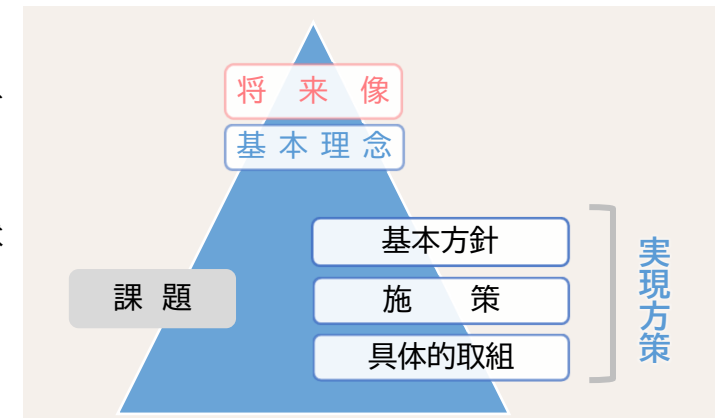 将来像
基本理念
基本方針
課題
施策
具体的取組
実現方策